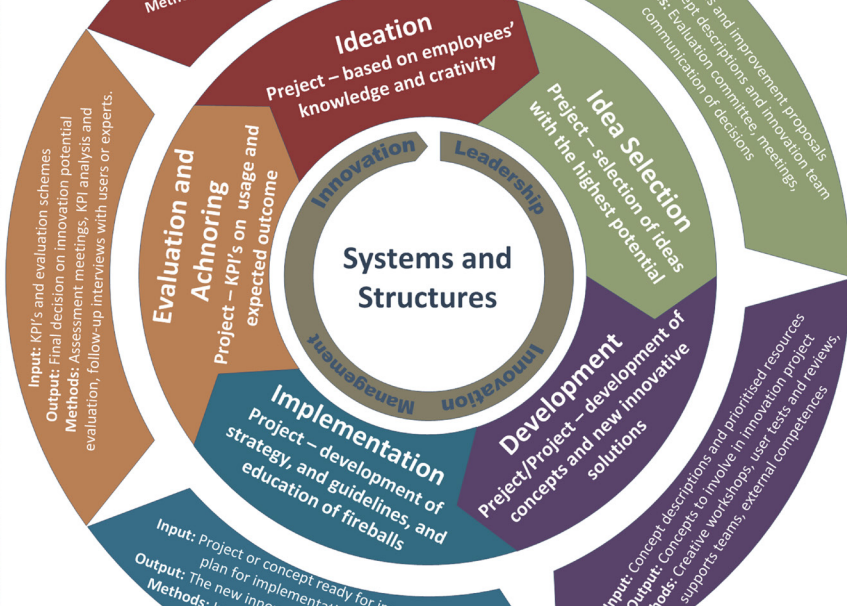 Ideation
Preject – based on employees'
knowledge and crativity
Idea Selection
Preject – selection of ideas
with the highest potential
Development
Preject/Project – development of
concepts and new innovative
solutions
Implementation
Project – development of
strategy, and guidelines, and
education of fireballs
Evaluation and
Achnoring
Project – KPI's on usage and
expected outcome
Innovation
Leadership
Innovation
Management
Systems and
Structures
and improvement proposals
descriptions and innovation team
Evaluation committee, meetings,
communication of decisions
Input: Concept descriptions and prioritised resources
Output: Concepts to involve in innovation project
Creative workshops, user tests and reviews,
supports teams, external competences
Input: Project or concept ready for
plan for
Output: The new
Methods:
Input: KPI's and evaluation schemes
Output: Final decision on innovation potential
Methods: Assessment meetings, KPI analysis and
evaluation, follow-up interviews with users or experts.